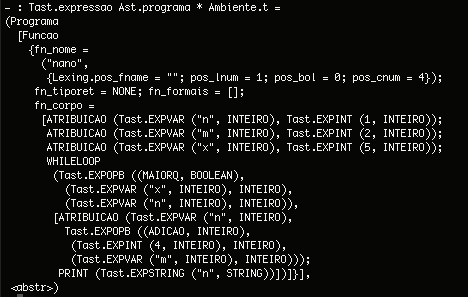 - : Tast.expressao Ast.programa * Ambiente.t =
(Programa
[Funcao
{fn_nome =
("nano",
{Lexing.pos_fname = ""; pos_lnum = 1; pos_bol = 0; pos_cnum = 4});
fn_tiporet = NONE; fn_formais = [];
fn_corpo =
[ATRIBUICAO (Tast.EXPVAR ("n", INTEIRO), Tast.EXPINT (1, INTEIRO));
ATRIBUICAO (Tast.EXPVAR ("m", INTEIRO), Tast.EXPINT (2, INTEIRO));
ATRIBUICAO (Tast.EXPVAR ("x", INTEIRO), Tast.EXPINT (5, INTEIRO));
WHILELOOP
(Tast.EXPOPB ((MAIORQ, BOOLEAN),
(Tast.EXPVAR ("x", INTEIRO), INTEIRO),
(Tast.EXPVAR ("n", INTEIRO), INTEIRO)),
[ATRIBUICAO (Tast.EXPVAR ("n", INTEIRO),
Tast.EXPOPB ((ADICAO, INTEIRO),
(Tast.EXPINT (4, INTEIRO), INTEIRO),
(Tast.EXPVAR ("m", INTEIRO), INTEIRO)));
PRINT (Tast.EXPSTRING ("n", STRING))])]}],
<abstr>)